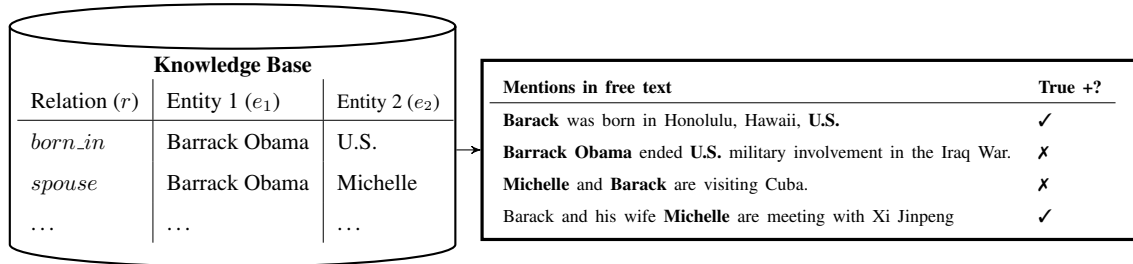 Knowledge Base
Relation (r) Entity 1 (e1) Entity 2 (e2)
born_in Barrack Obama U.S.
spouse Barrack Obama Michelle
... ... ...
Mentions in free text True +?
Barack was born in Honolulu, Hawaii, U.S. ✓
Barrack Obama ended U.S. military involvement in the Iraq War. ✗
Michelle and Barack are visiting Cuba. ✗
Barack and his wife Michelle are meeting with Xi Jinpeng ✓